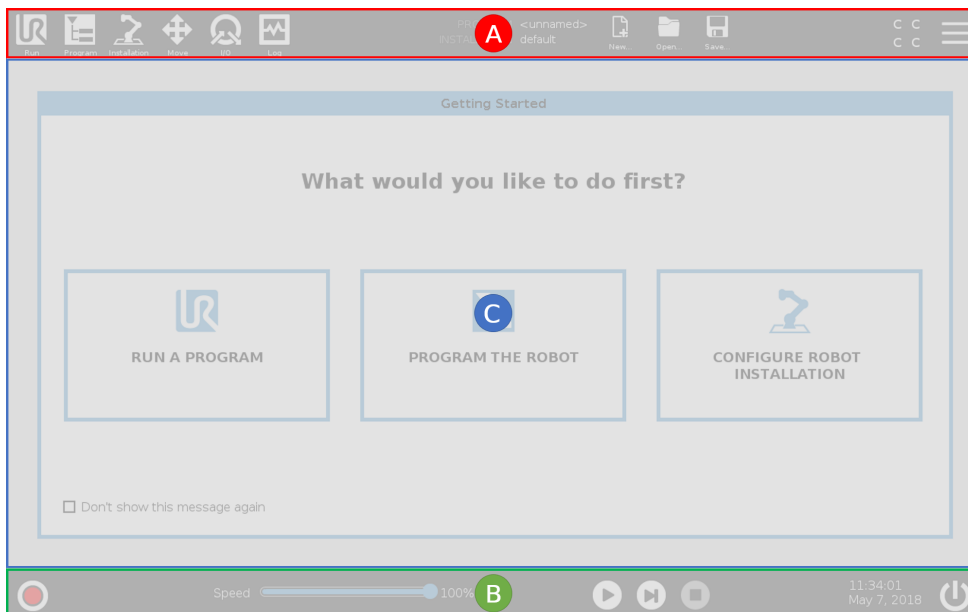 A
<unnamed>
default
Run
Program
Installation
Move
I/O
Log
New...
Open...
Save...
C C
C C
Getting Started
What would you like to do first?
C
RUN A PROGRAM
PROGRAM THE ROBOT
CONFIGURE ROBOT
INSTALLATION
Don't show this message again
Speed
100%
B
11:34:01
May 7, 2018